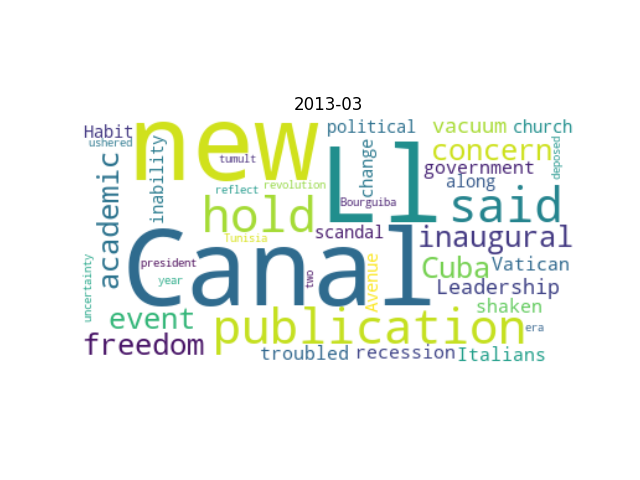 2013-03
Habit
ushered
new
tumult
political
vacuum
church
Ll
change
concern
deposed
government
academic
inability
reflect
revolution
along
hold
Bourguiba
said
Tunisia
scandal
inaugural
Canal
president
year
two
Avenue
Cuba
Vatican
Leadership
uncertainty
shaken
event
publication
era
freedom
troubled
recession
Italians